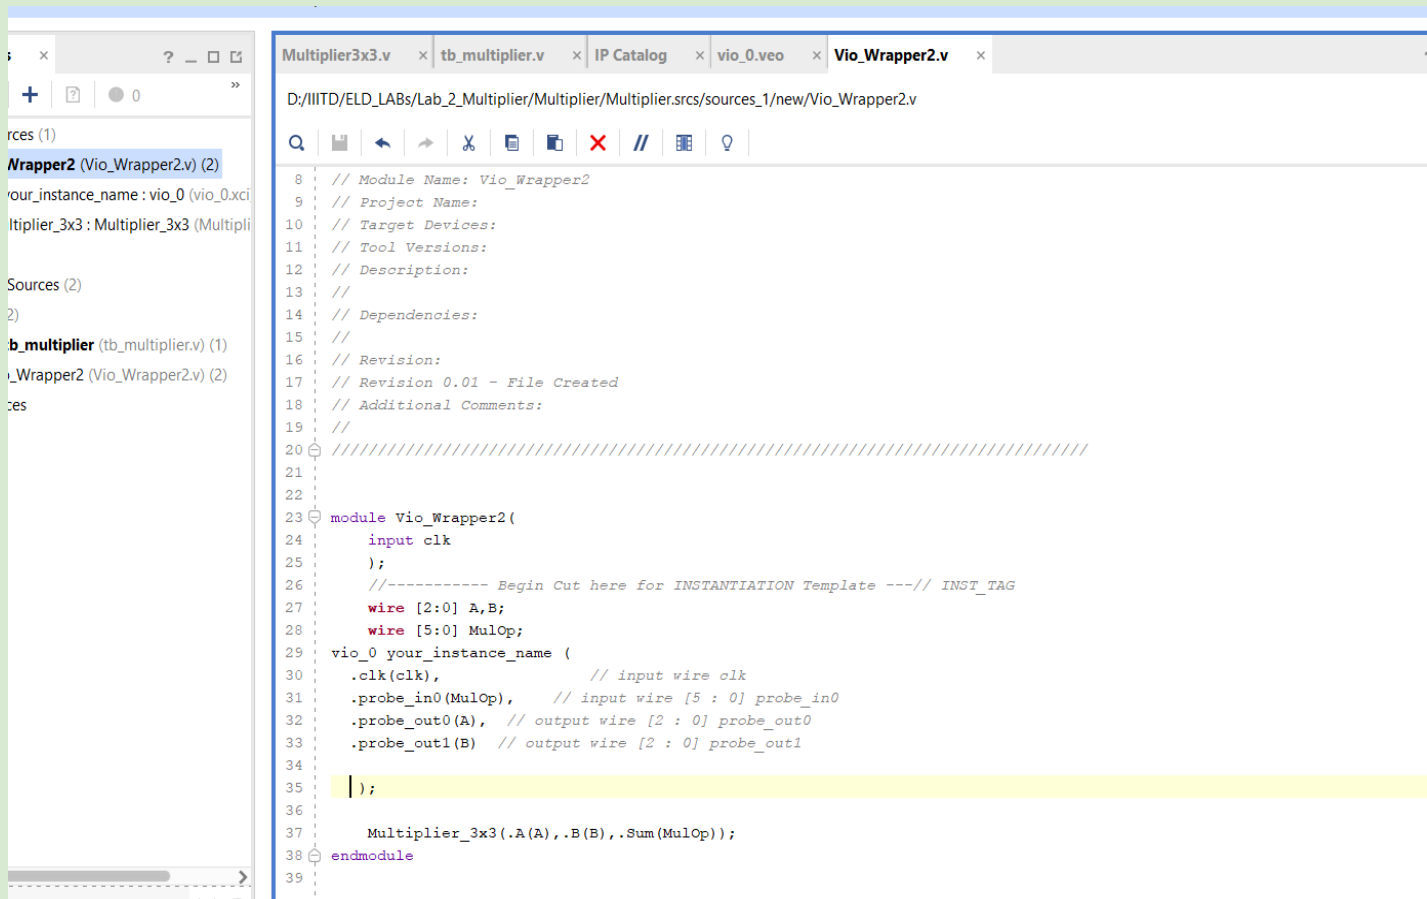 Multiplier3x3.v × tb_multiplier.v × IP Catalog × vio_0.veo × Vio_Wrapper2.v ×
D:/IIITD/ELD_LABs/Lab_2_Multiplier/Multiplier/Multiplier.srcs/sources_1/new/Vio_Wrapper2.v
s × ? _
+ ? 0 »
rces (1)
Wrapper2 (Vio_Wrapper2.v) (2)
your_instance_name : vio_0 (vio_0.xci
ltiplier_3x3 : Multiplier_3x3 (Multipli
Sources (2)
2)
tb_multiplier (tb_multiplier.v) (1)
o_Wrapper2 (Vio_Wrapper2.v) (2)
ces
8 // Module Name: Vio_Wrapper2
9 // Project Name:
10 // Target Devices:
11 // Tool Versions:
12 // Description:
13 //
14 // Dependencies:
15 //
16 // Revision:
17 // Revision 0.01 - File Created
18 // Additional Comments:
19 //
20 //////////////////////////////////////////////////////////////////////////////////
21
22
23 module Vio_Wrapper2(
24 input clk
25 );
26 //----------- Begin Cut here for INSTANTIATION Template ---// INST_TAG
27 wire [2:0] A,B;
28 wire [5:0] MulOp;
29 vio_0 your_instance_name (
30 .clk(clk), // input wire clk
31 .probe_in0(MulOp), // input wire [5 : 0] probe_in0
32 .probe_out0(A), // output wire [2 : 0] probe_out0
33 .probe_out1(B) // output wire [2 : 0] probe_out1
34
35 );
36
37 Multiplier_3x3(.A(A),.B(B),.Sum(MulOp));
38 endmodule
39